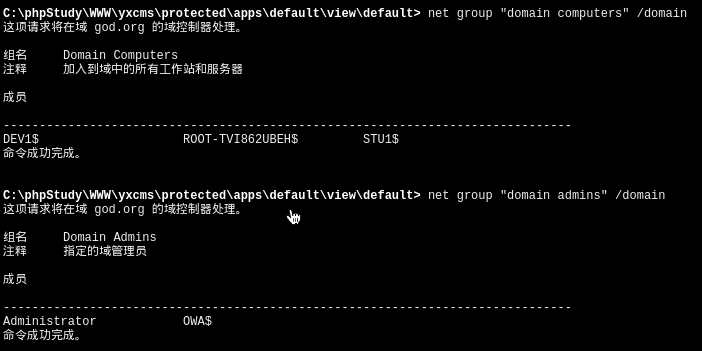 C:\phpStudy\WWW\yxcms\protected\apps\default\view\default> net group "domain computers" /domain
这项请求将在域 god.org 的域控制器处理。
组名     Domain Computers
注释     加入到域中的所有工作站和服务器
成员
-------------------------------------------------------------------------------
DEV1$                    ROOT-TVI862UBEH$         STU1$
命令成功完成。
C:\phpStudy\WWW\yxcms\protected\apps\default\view\default> net group "domain admins" /domain
这项请求将在域 god.org 的域控制器处理。
组名     Domain Admins
注释     指定的域管理员
成员
-------------------------------------------------------------------------------
Administrator            OWA$
命令成功完成。